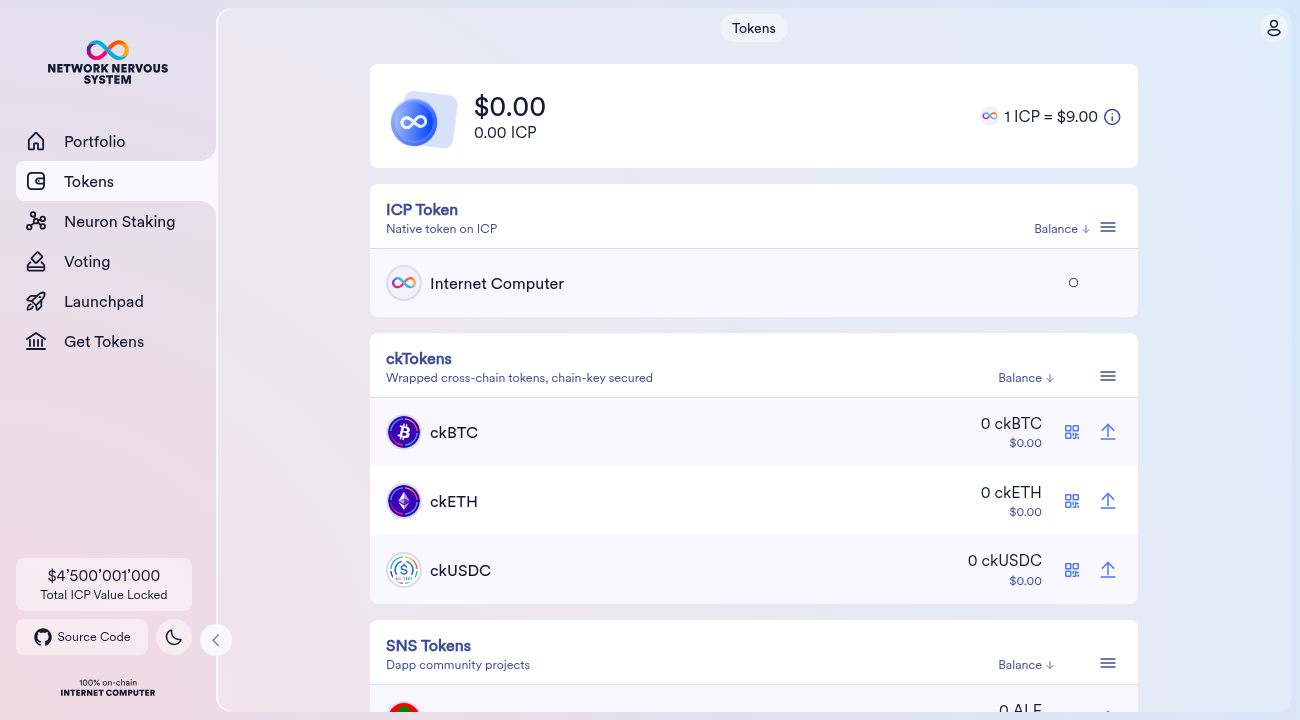 NETWORK NERVOUS
SYSTEM
Portfolio
Tokens
Neuron Staking
Voting
Launchpad
Get Tokens
$4’500’001’000
Total ICP Value Locked
Source Code
100% on-chain
INTERNET COMPUTER
Tokens
$0.00
0.00 ICP
1 ICP = $9.00
ICP Token
Native token on ICP
Balance
Internet Computer
ckTokens
Wrapped cross-chain tokens, chain-key secured
Balance
ckBTC
0 ckBTC
$0.00
ckETH
0 ckETH
$0.00
ckUSDC
0 ckUSDC
$0.00
SNS Tokens
Dapp community projects
Balance